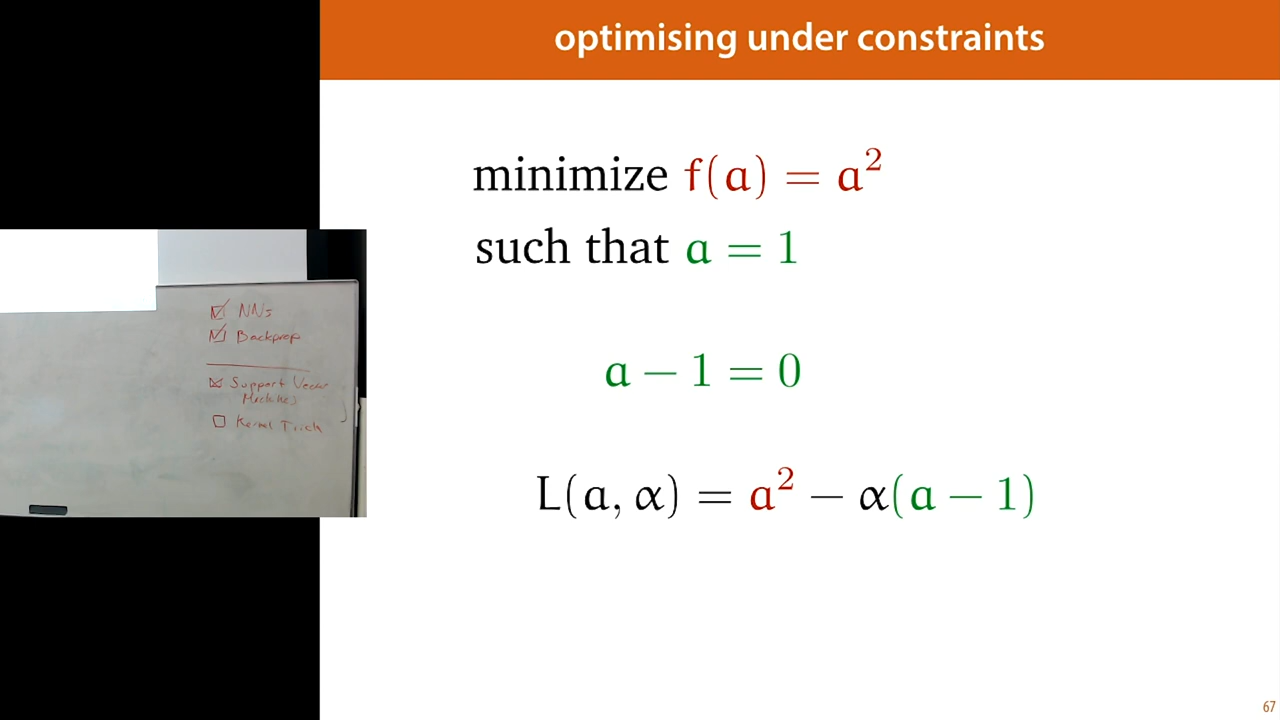 optimising under constraints
minimize f(a) = a²
such that a = 1
a − 1 = 0
L(a, α) = a² − α(a − 1)
☑ NNs
☑ Backprop
☒ Support Vector
Machines
☐ Kernel Trick
67